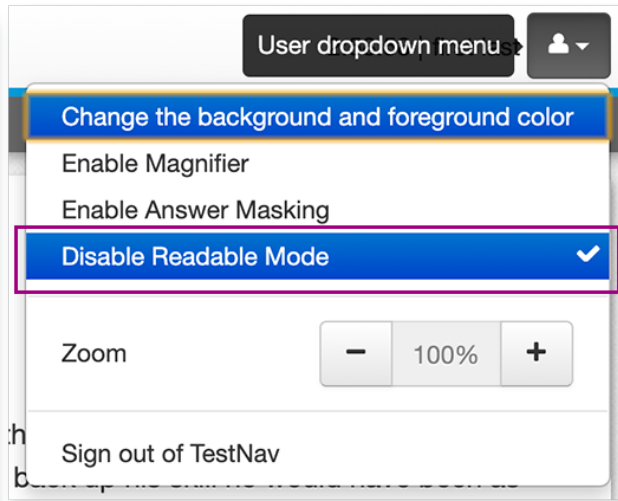 User dropdown menu
Change the background and foreground color
Enable Magnifier
Enable Answer Masking
Disable Readable Mode
Zoom
100%
Sign out of TestNav